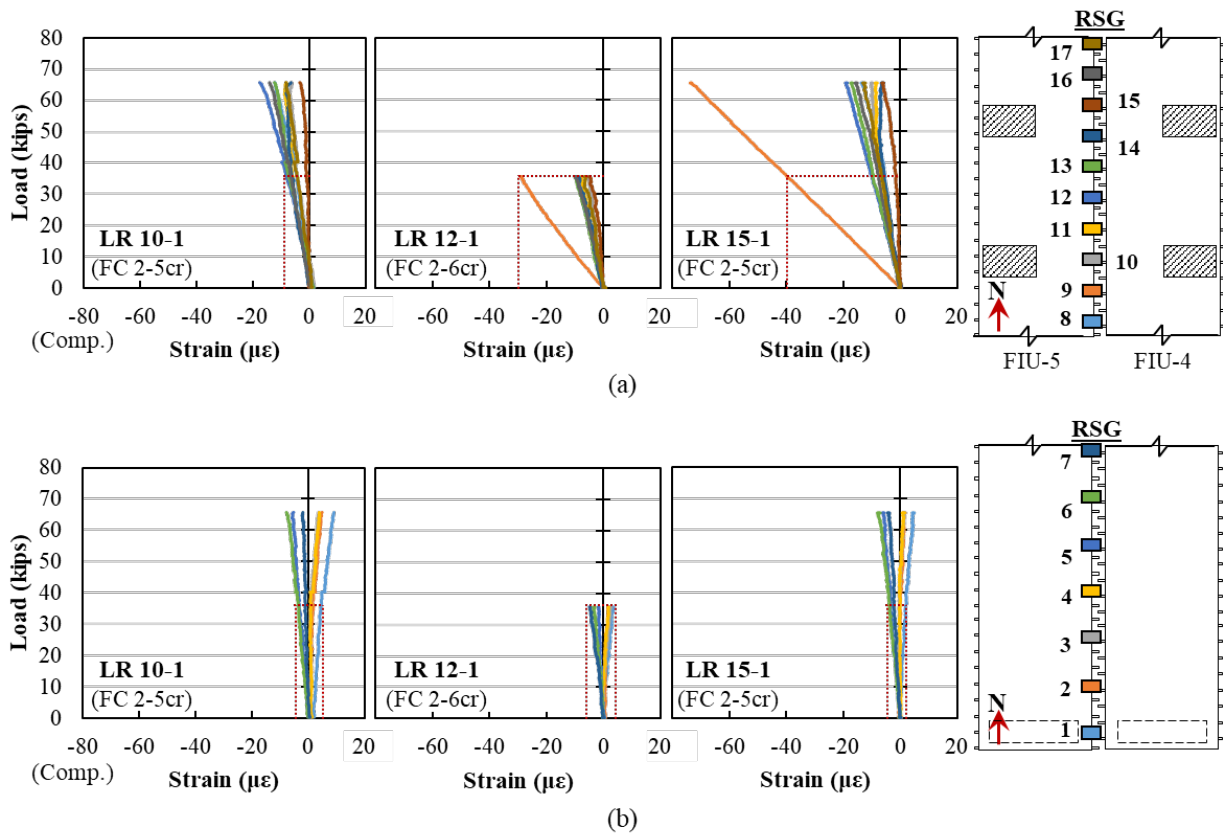 RSG
80
70
60
50
40
30
20
10
0
Load (kips)
LR 10-1
(FC 2-5cr)
LR 12-1
(FC 2-6cr)
LR 15-1
(FC 2-5cr)
17
16
15
14
13
12
11
10
9
8
N
-80 -60 -40 -20 0 20
-80 -60 -40 -20 0 20
-80 -60 -40 -20 0 20
(Comp.)
Strain (µε)
Strain (µε)
Strain (µε)
FIU-5
FIU-4
(a)
RSG
80
70
60
50
40
30
20
10
0
Load (kips)
LR 10-1
(FC 2-5cr)
LR 12-1
(FC 2-6cr)
LR 15-1
(FC 2-5cr)
7
6
5
4
3
2
1
N
-80 -60 -40 -20 0 20
-80 -60 -40 -20 0 20
-80 -60 -40 -20 0 20
(Comp.)
Strain (µε)
Strain (µε)
Strain (µε)
(b)